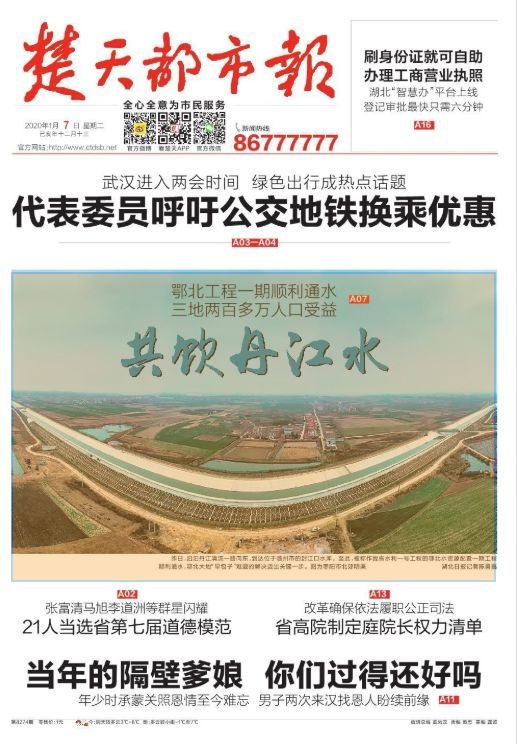 楚天都市報
全心全意为市民服务
2020年1月 7 日 星期二
己亥年十二月十三
官方网站:http://www.ctdsb.net
官方微博 看楚天APP 官方微信
新闻热线
86777777
刷身份证就可自助
办理工商营业执照
湖北“智慧办”平台上线
登记审批最快只需六分钟
A16
武汉进入两会时间 绿色出行成热点话题
代表委员呼吁公交地铁换乘优惠
A03—A04
鄂北工程一期顺利通水
三地两百多万人口受益
A07
共饮丹江水
A02
张富清马旭李道洲等群星闪耀
21人当选省第七届道德模范
A13
改革确保依法履职公正司法
省高院制定庭院长权力清单
当年的隔壁爹娘 你们过得还好吗
年少时承蒙关照恩情至今难忘 男子两次来汉找恩人盼续前缘 A11
第8274期 零售价:1元